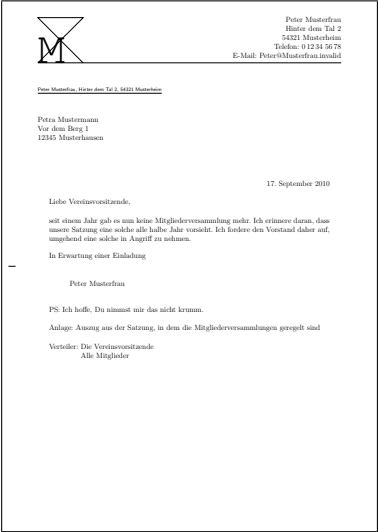 M
Peter Musterfrau
Hinter dem Tal 2
54321 Musterheim
Telefon: 0 12 34 56 78
E-Mail: Peter@Musterfrau.invalid
Peter Musterfrau, Hinter dem Tal 2, 54321 Musterheim
Petra Mustermann
Vor dem Berg 1
12345 Musterhausen
17. September 2010
Liebe Vereinsvorsitzende,
seit einem Jahr gab es nun keine Mitgliederversammlung mehr. Ich erinnere daran, dass
unsere Satzung eine solche alle halbe Jahr vorsieht. Ich fordere den Vorstand daher auf,
umgehend eine solche in Angriff zu nehmen.
In Erwartung einer Einladung
Peter Musterfrau
PS: Ich hoffe, Du nimmst mir das nicht krumm.
Anlage: Auszug aus der Satzung, in dem die Mitgliederversammlungen geregelt sind
Verteiler: Die Vereinsvorsitzende
Alle Mitglieder